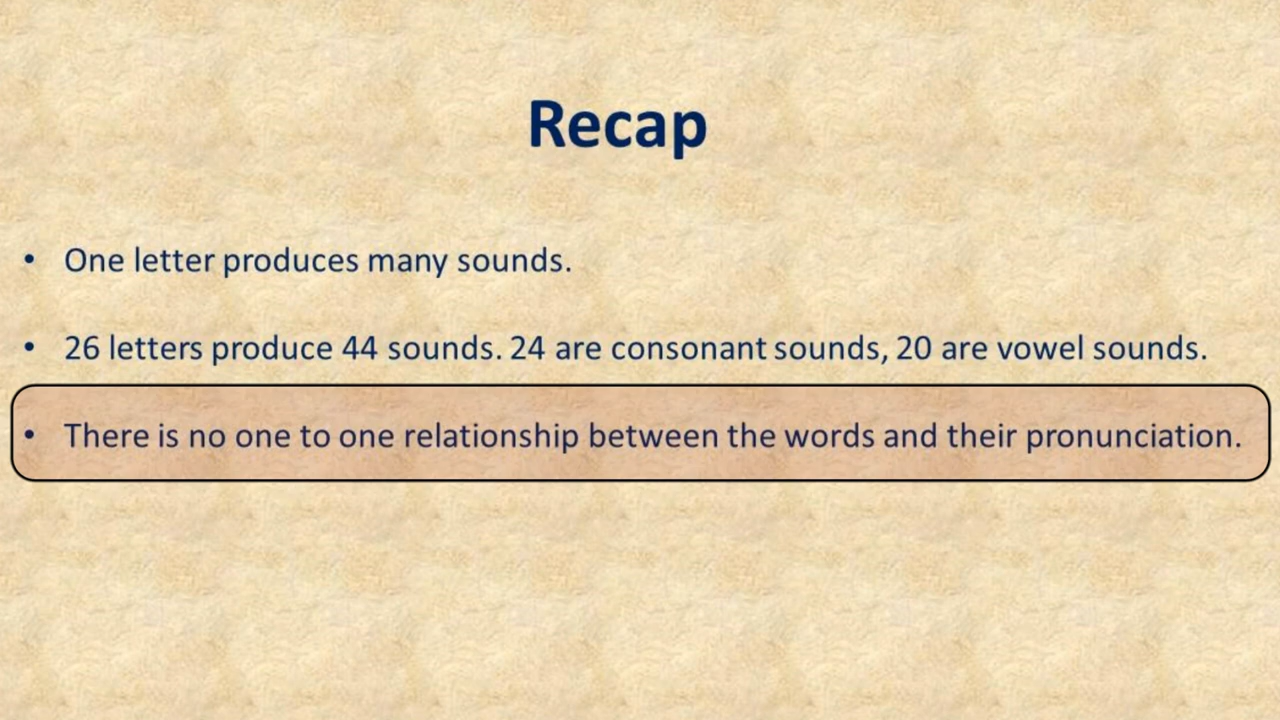 Recap
• One letter produces many sounds.
• 26 letters produce 44 sounds. 24 are consonant sounds, 20 are vowel sounds.
• There is no one to one relationship between the words and their pronunciation.